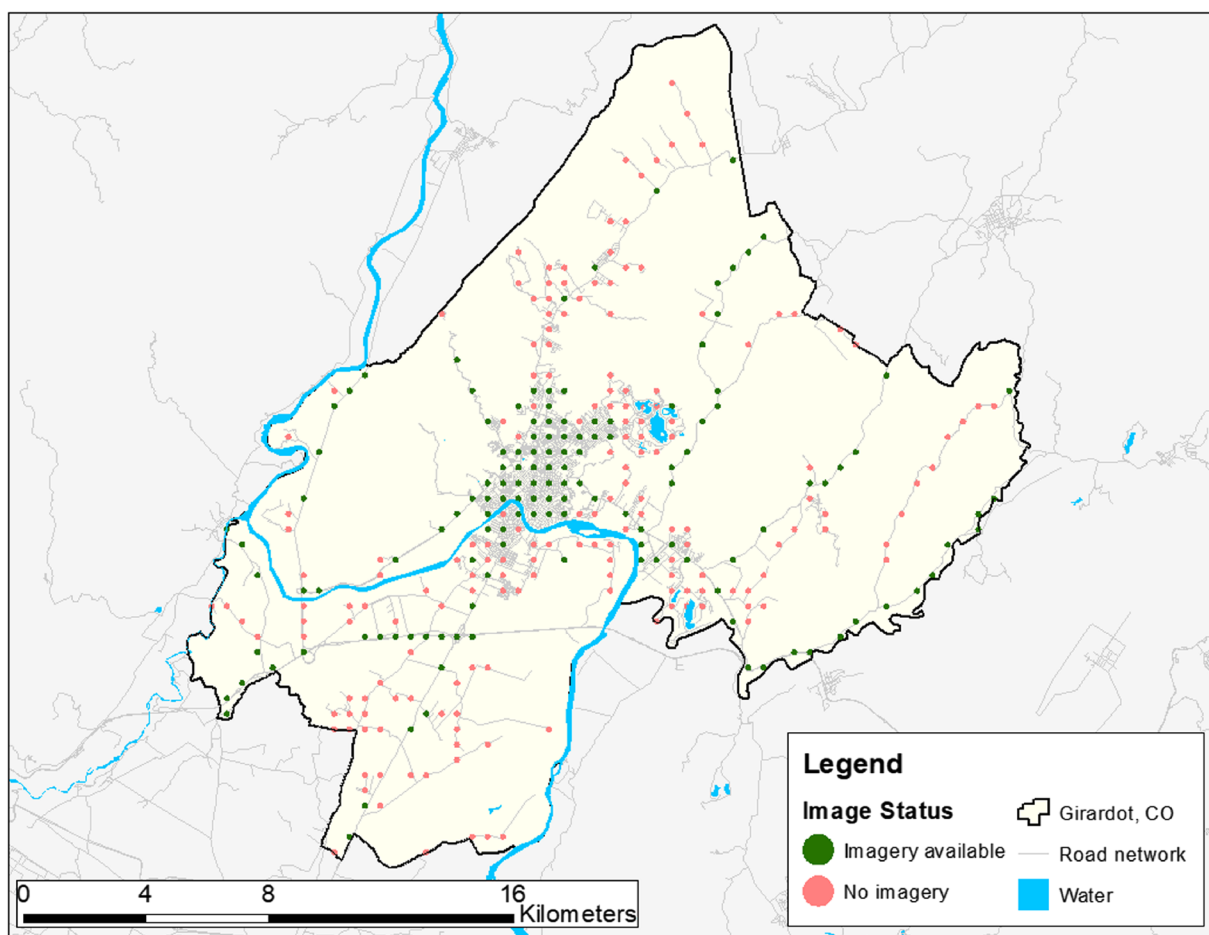 Legend
Image Status
Imagery available
No imagery
Girardot, CO
Road network
Water
0 4 8 16
Kilometers